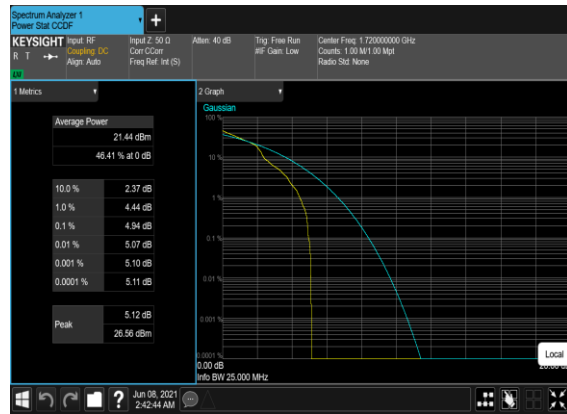 Spectrum Analyzer 1
Power Stat CCDF
KEYSIGHT
R T
LW
Input: RF
Coupling: DC
Align: Auto
Input Z: 50 Ω
Corr CCorr
Freq Ref: Int (S)
Atten: 40 dB
Trig: Free Run
#IF Gain: Low
Center Freq: 1.720000000 GHz
Counts: 1.00 M/1.00 Mpt
Radio Std: None
1 Metrics
Average Power
21.44 dBm
46.41 % at 0 dB
10.0 % 2.37 dB
1.0 % 4.44 dB
0.1 % 4.94 dB
0.01 % 5.07 dB
0.001 % 5.10 dB
0.0001 % 5.11 dB
Peak
5.12 dB
26.56 dBm
2 Graph
Gaussian
100 %
10 %
1 %
0.1 %
0.01 %
0.001 %
0.0001 %
0.00 dB
Info BW 25.000 MHz
Local
Jun 08, 2021
2:42:44 AM